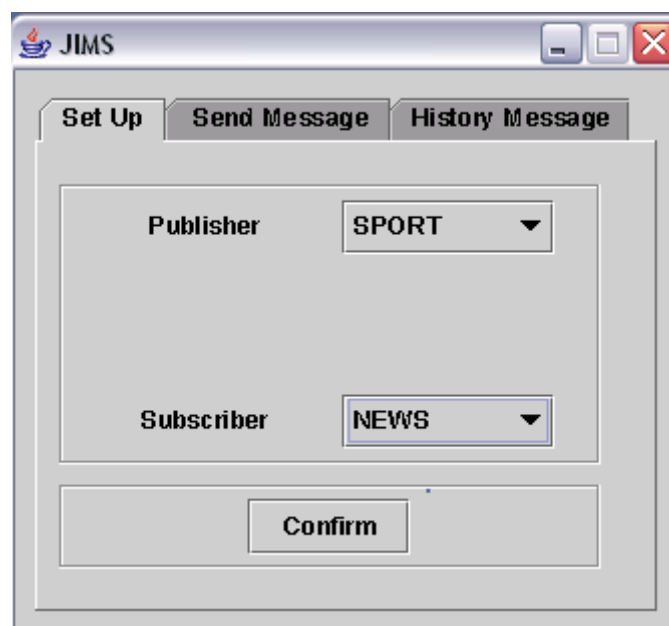 JIMS
Set Up Send Message History Message
Publisher SPORT
Subscriber NEWS
Confirm